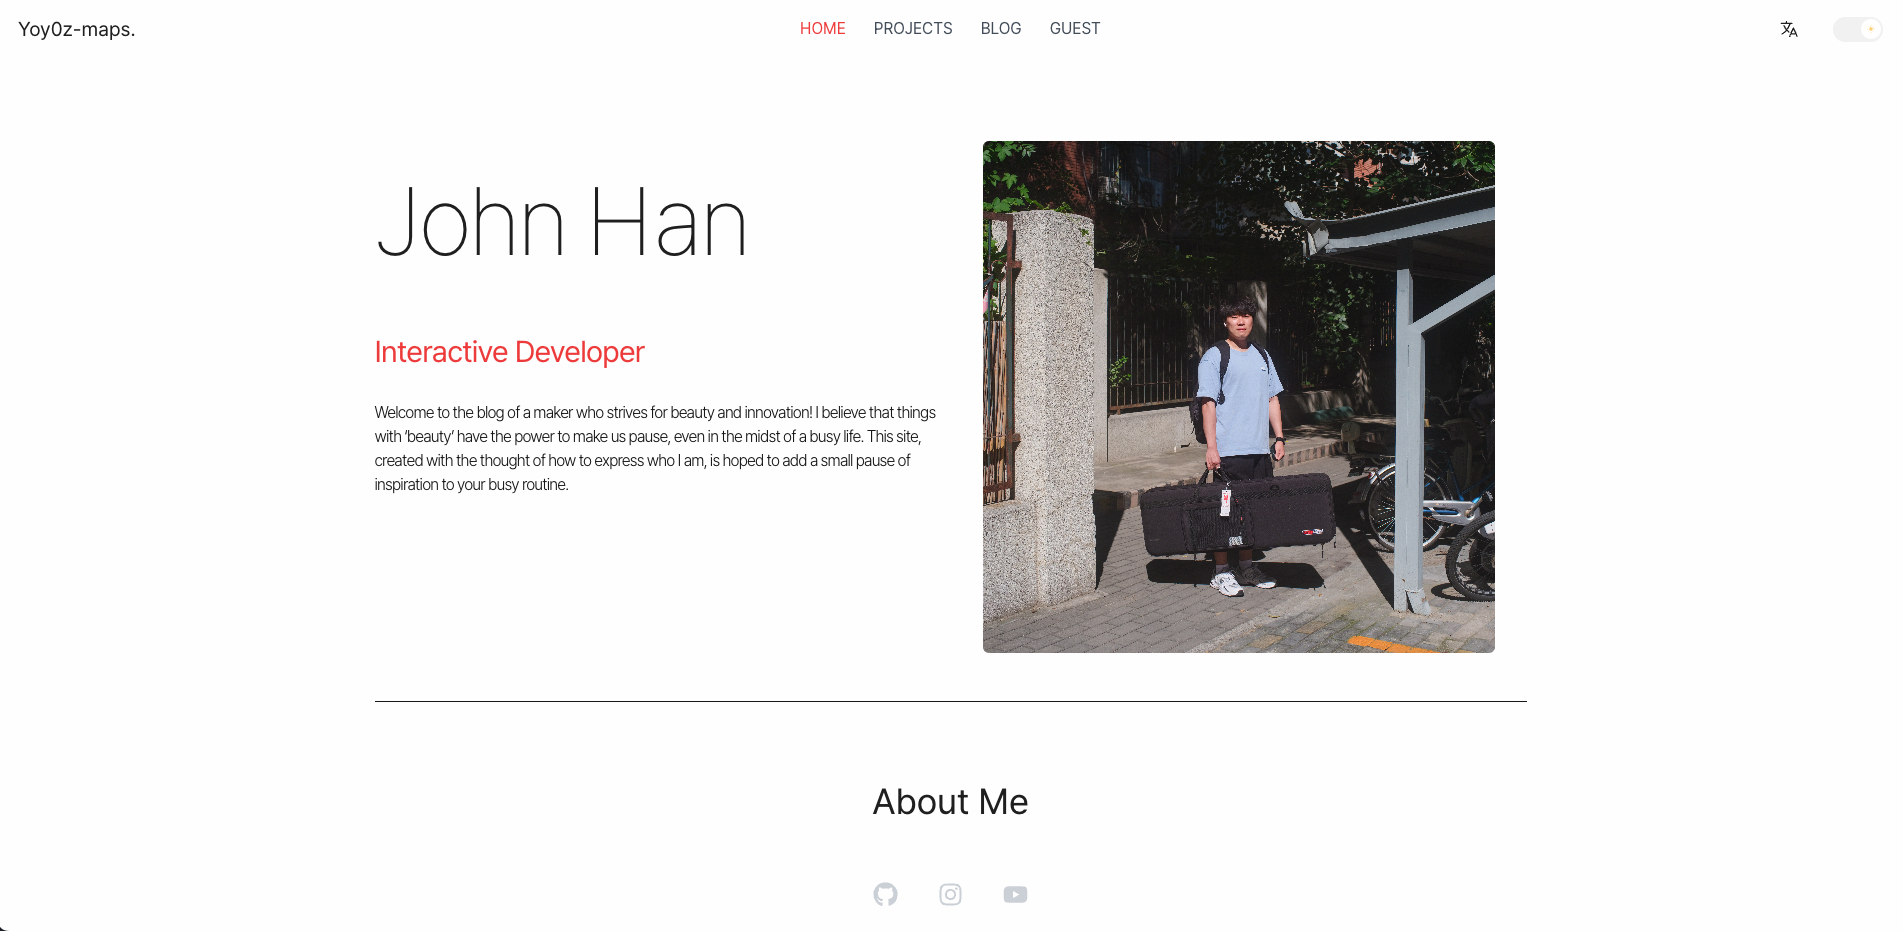 Yoy0z-maps.
HOME PROJECTS BLOG GUEST
John Han
Interactive Developer
Welcome to the blog of a maker who strives for beauty and innovation! I believe that things
with ‘beauty’ have the power to make us pause, even in the midst of a busy life. This site,
created with the thought of how to express who I am, is hoped to add a small pause of
inspiration to your busy routine.
About Me